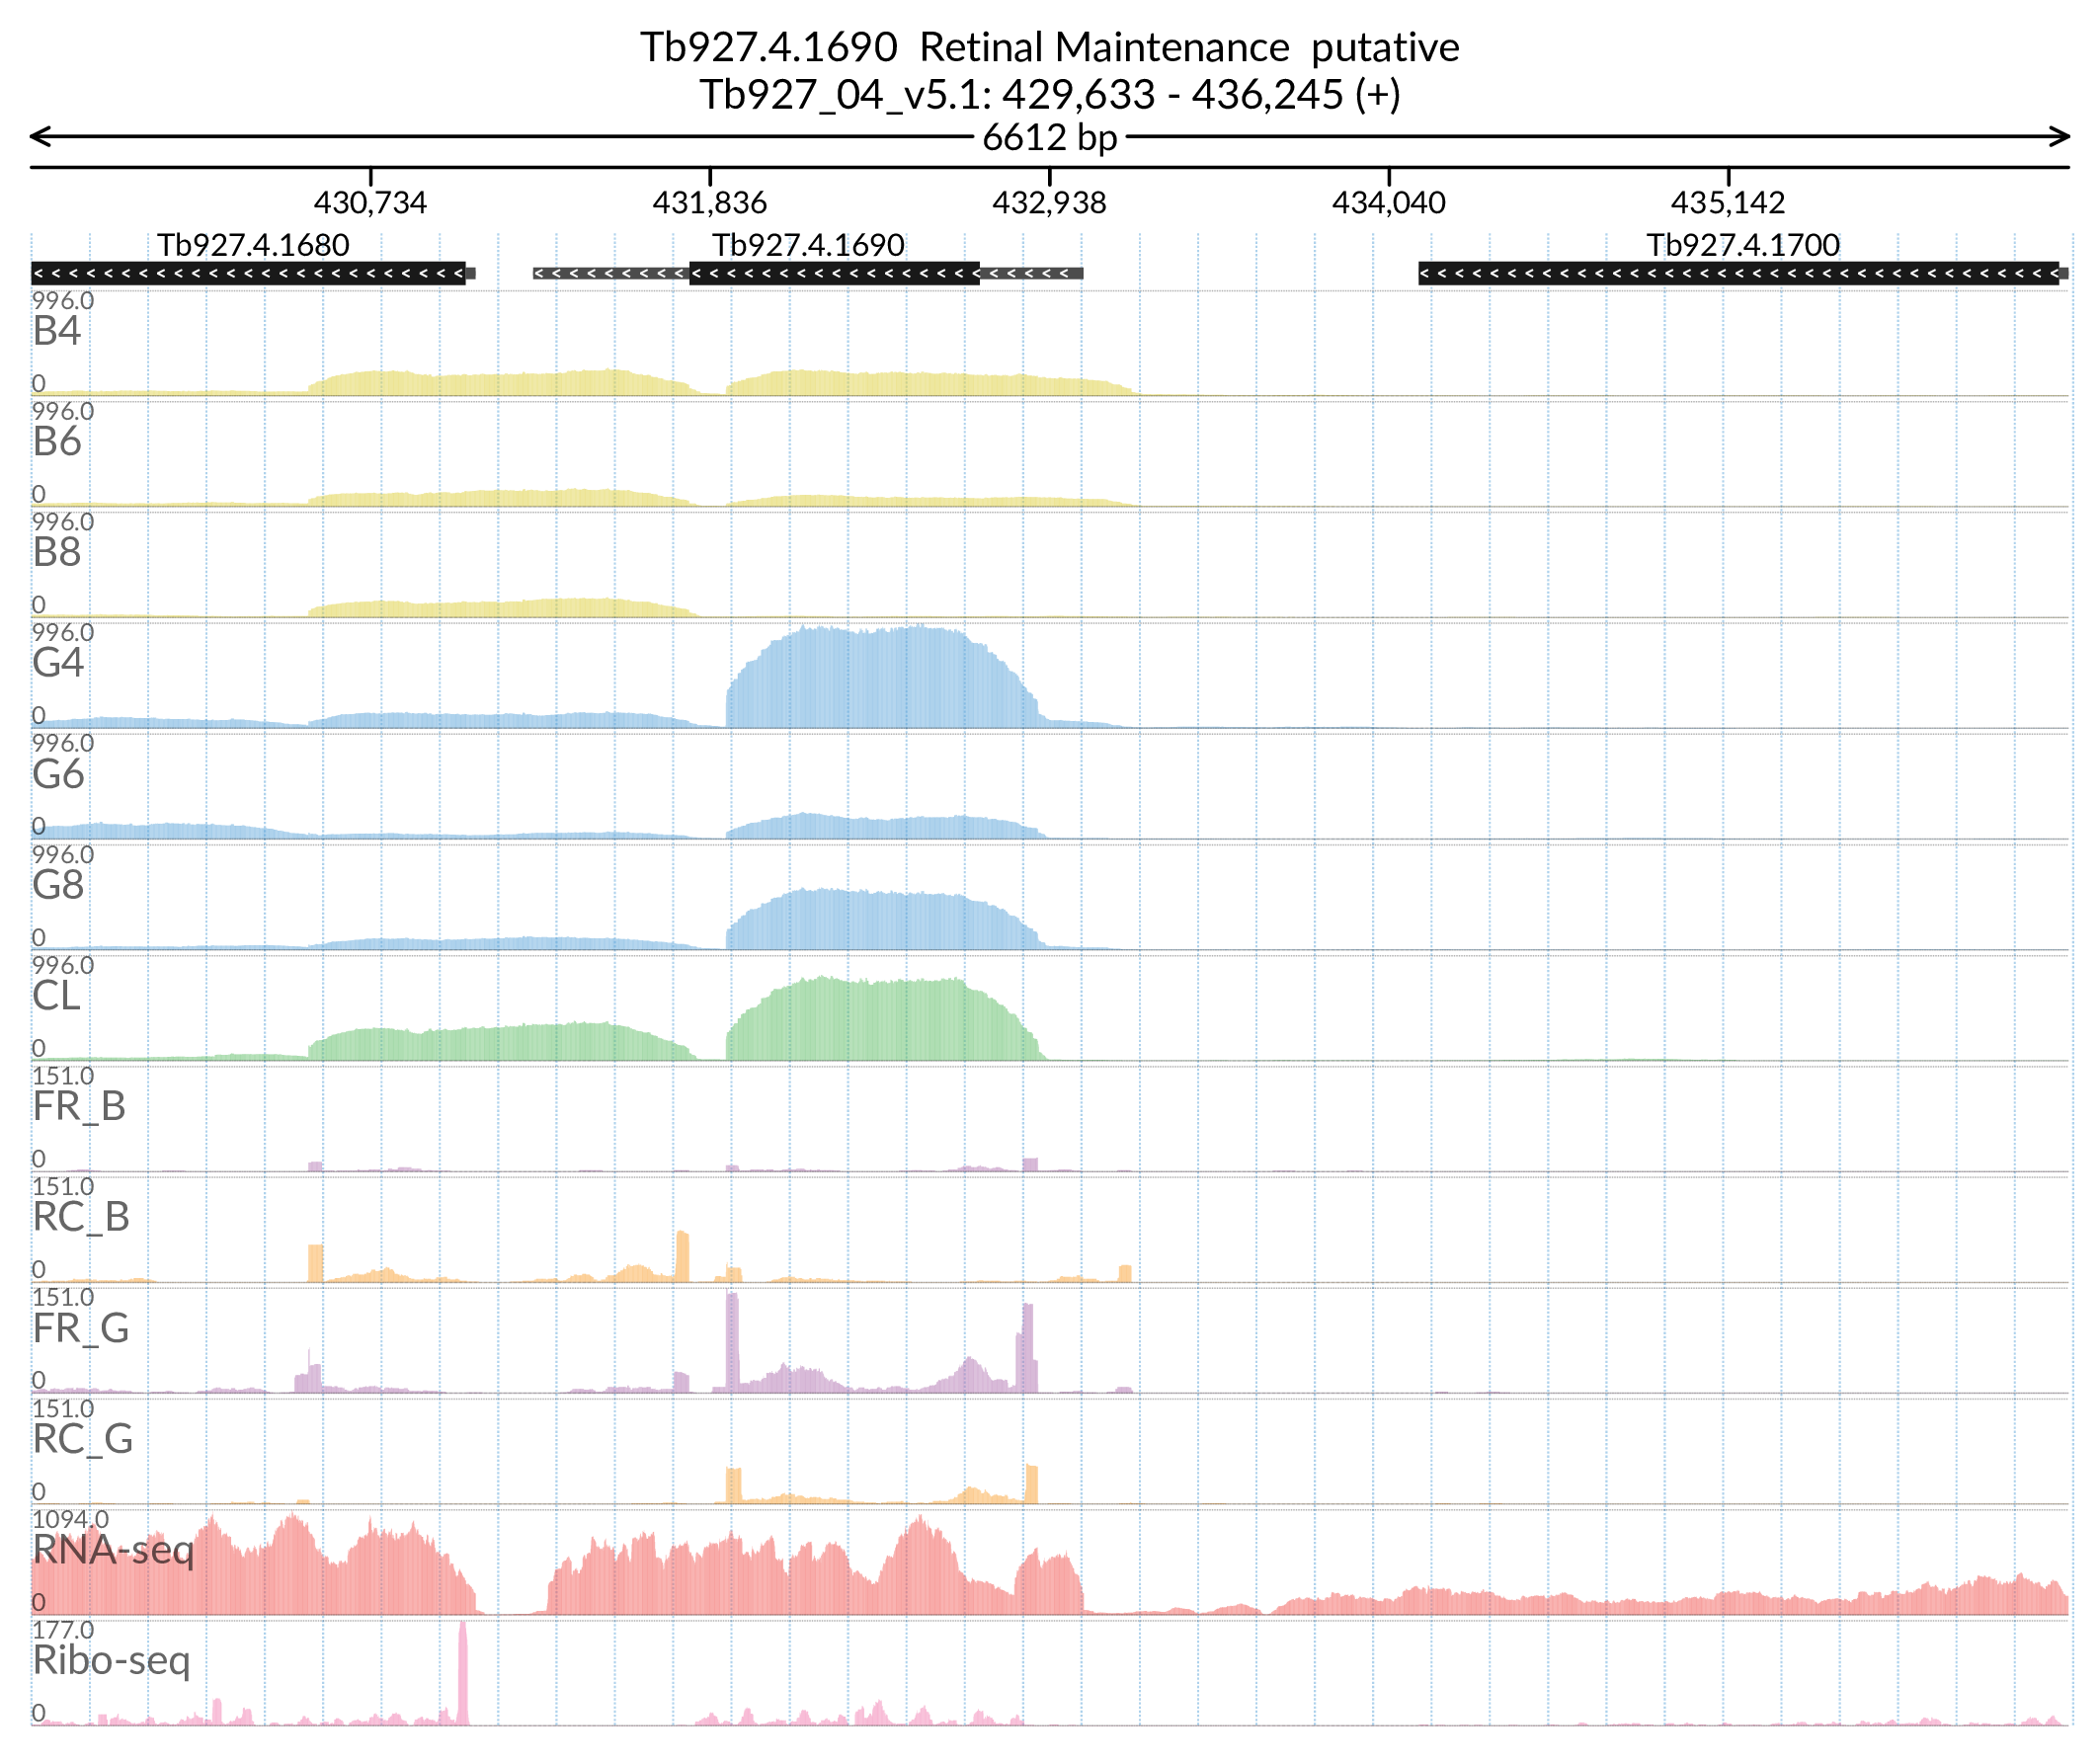 Tb927.4.1690  Retinal Maintenance  putative
Tb927_04_v5.1: 429,633 - 436,245 (+)
6612 bp
430,734 431,836 432,938 434,040 435,142
Tb927.4.1680 Tb927.4.1690 Tb927.4.1700
996.0
B4
0
996.0
B6
0
996.0
B8
0
996.0
G4
0
996.0
G6
0
996.0
G8
0
996.0
CL
0
151.0
FR_B
0
151.0
RC_B
0
151.0
FR_G
0
151.0
RC_G
0
1094.0
RNA-seq
0
177.0
Ribo-seq
0